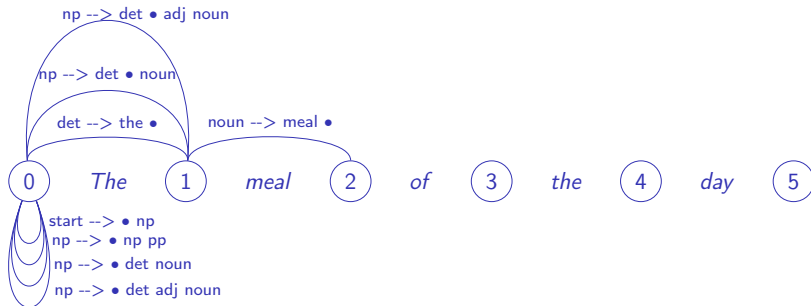 np --> det • adj noun
np --> det • noun
det --> the • noun --> meal •
0 The 1 meal 2 of 3 the 4 day 5
start --> • np
np --> • np pp
np --> • det noun
np --> • det adj noun